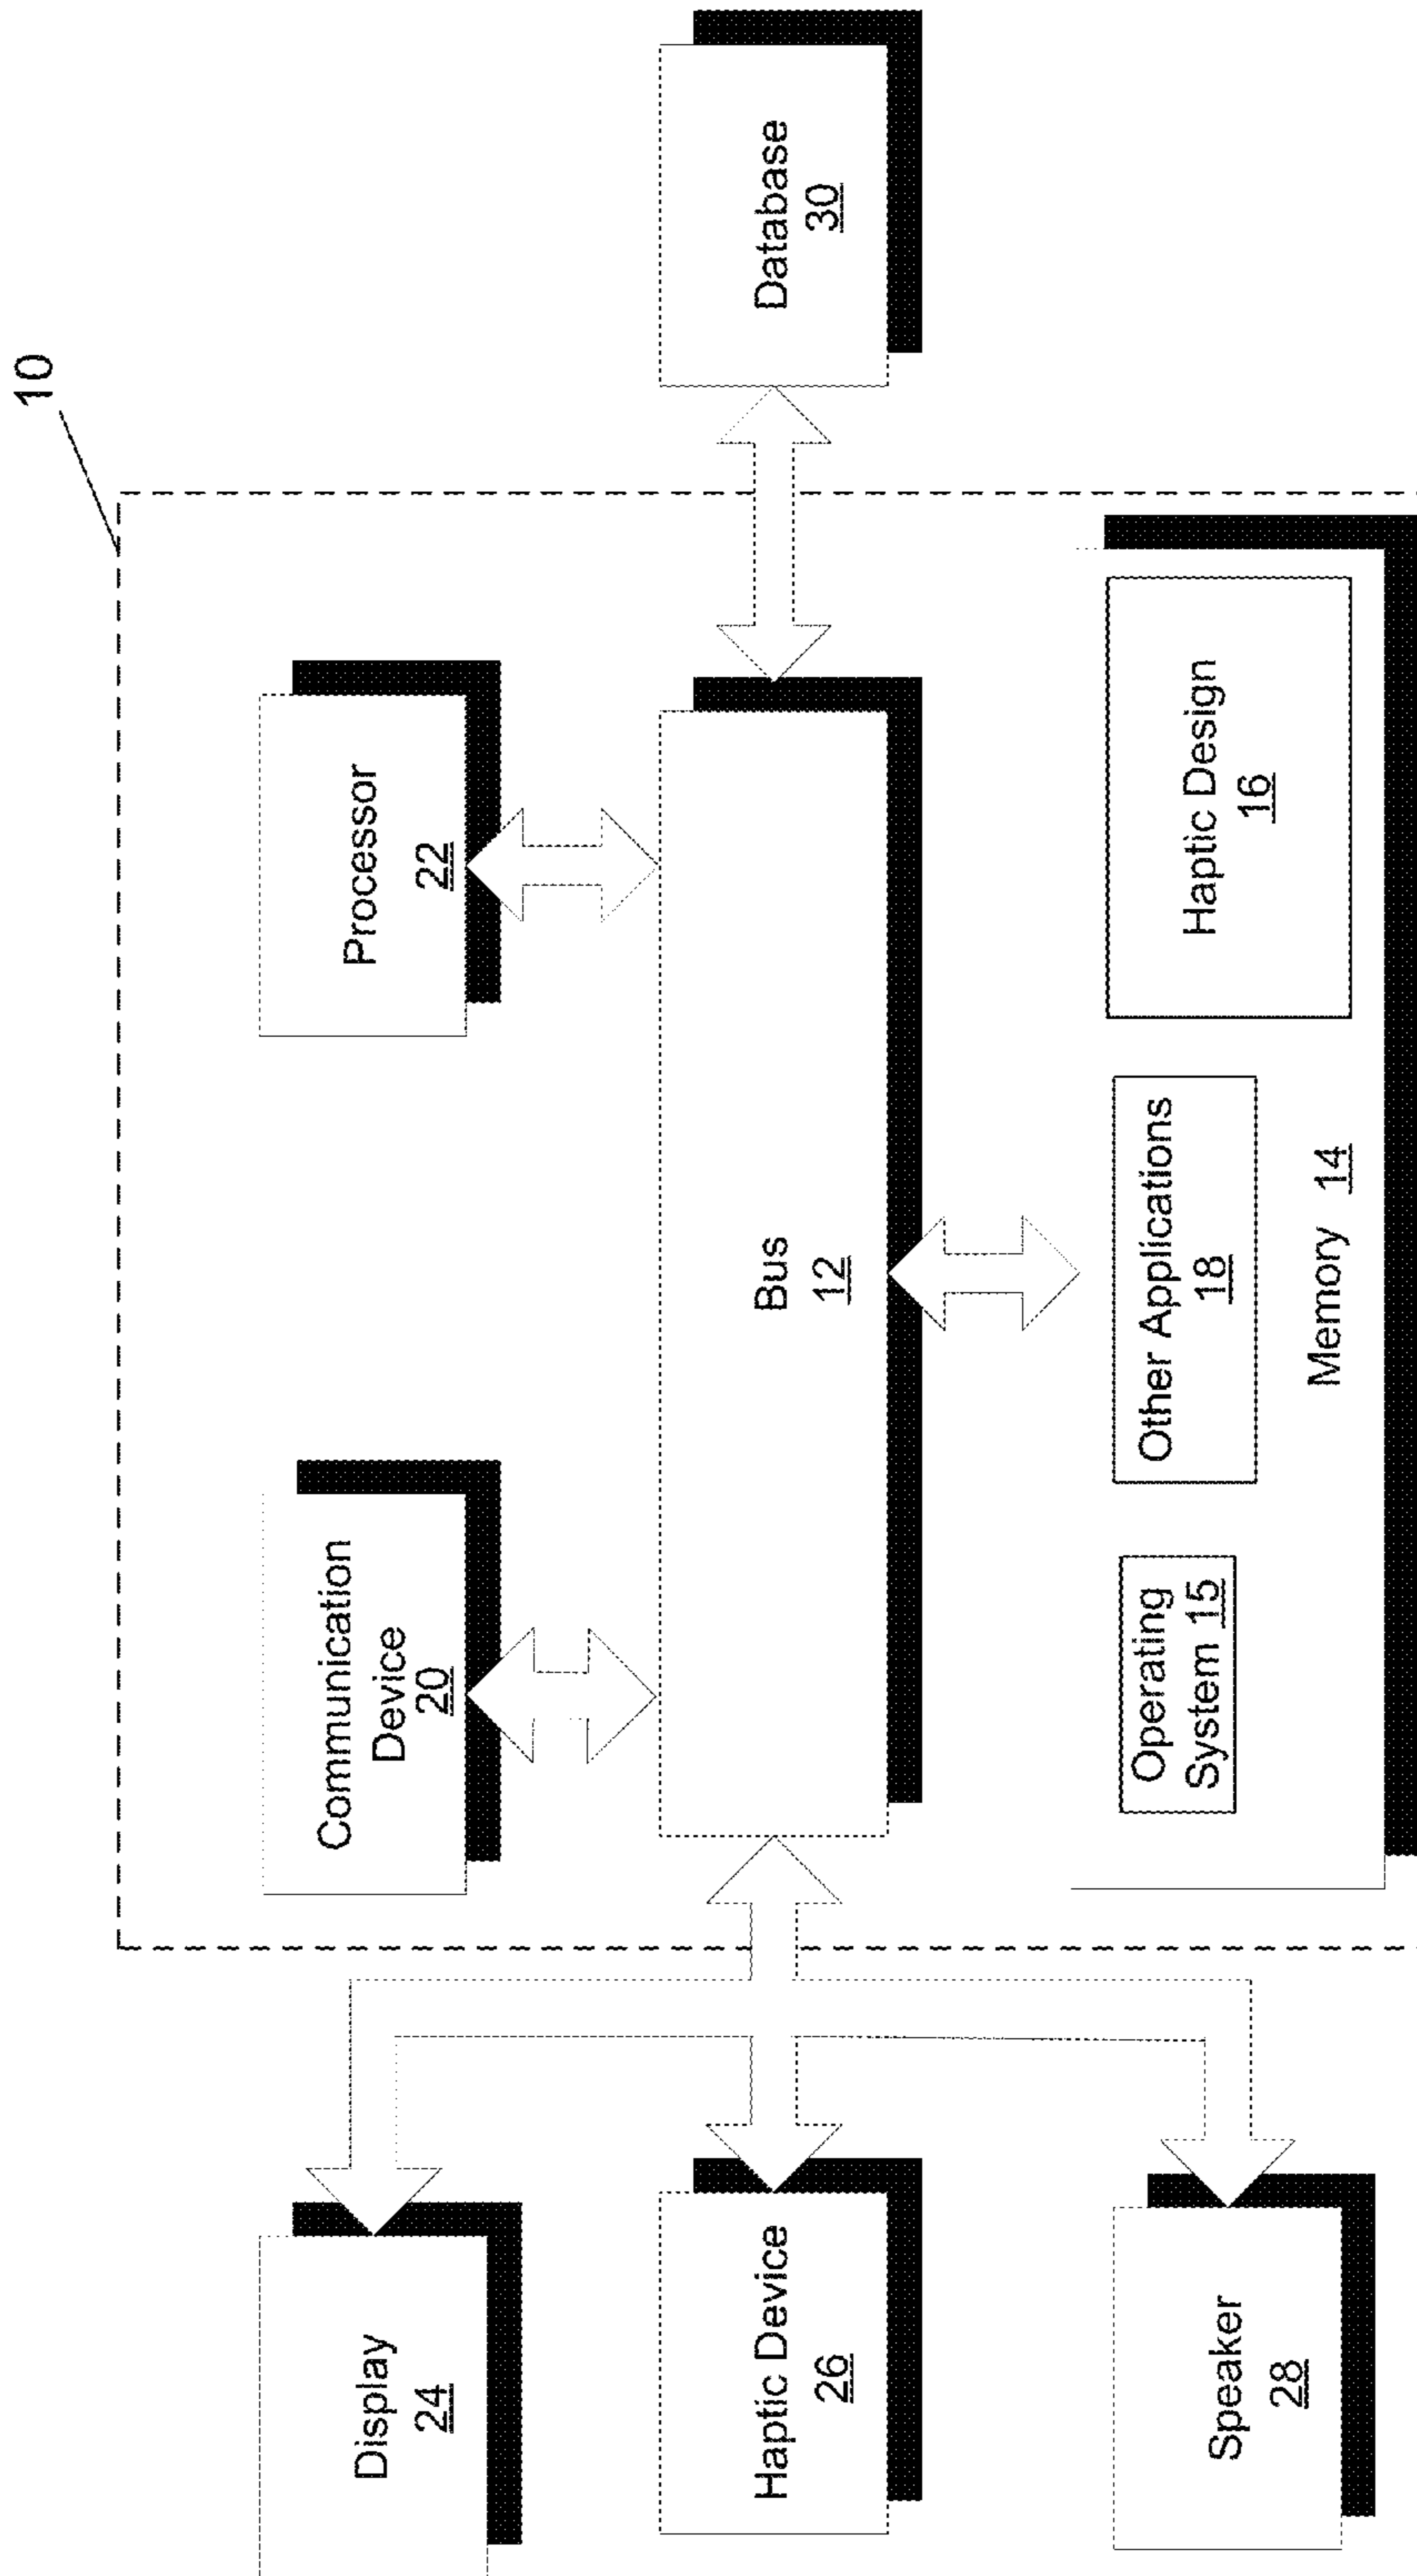 10
Display
24
Communication
Device
20
Processor
22
Haptic Device
26
Bus
12
Database
30
Speaker
28
Operating
System 15
Other Applications
18
Haptic Design
16
Memory 14